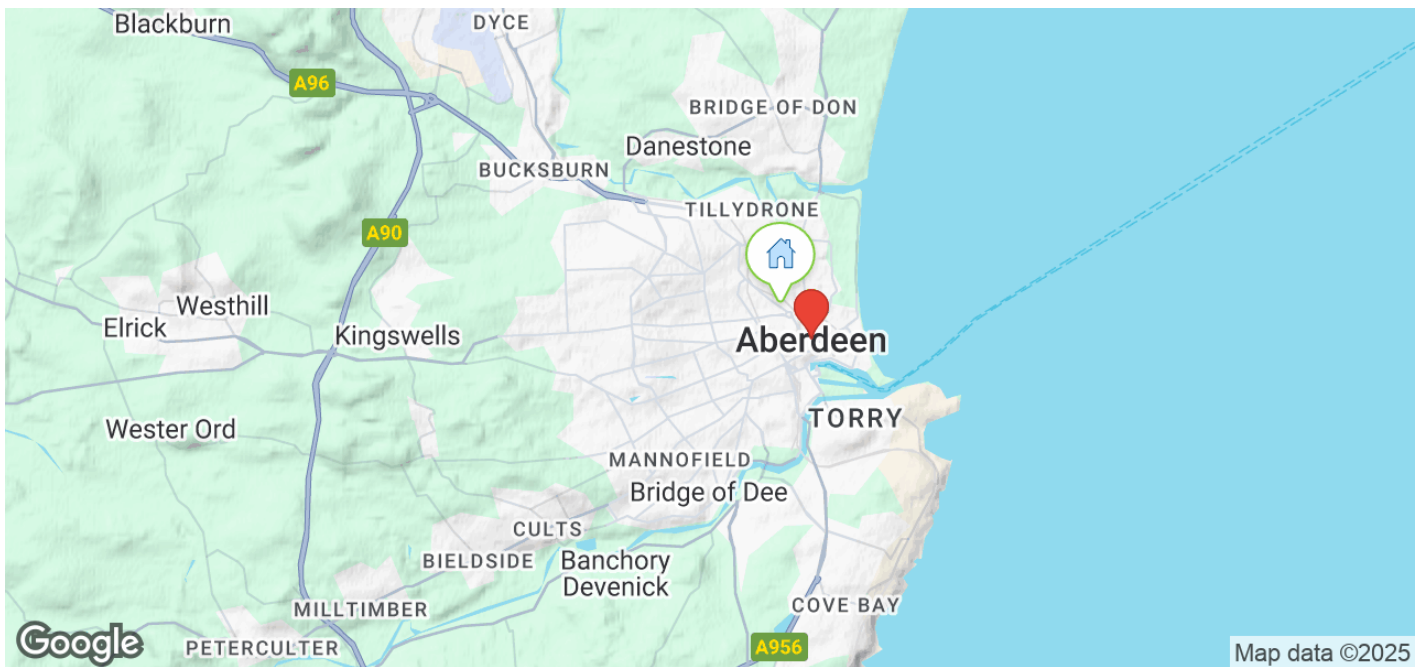 Blackburn
DYCE
A96
BRIDGE OF DON
Danestone
BUCKSBURN
TILLYDRONE
A90
Westhill
Elrick
Kingswells
Aberdeen
TORRY
Wester Ord
MANNOFIELD
Bridge of Dee
CULTS
BIELDSIDE
Banchory
Devenick
MILLTIMBER
COVE BAY
PETERCULTER
A956
Google
Map data ©2025